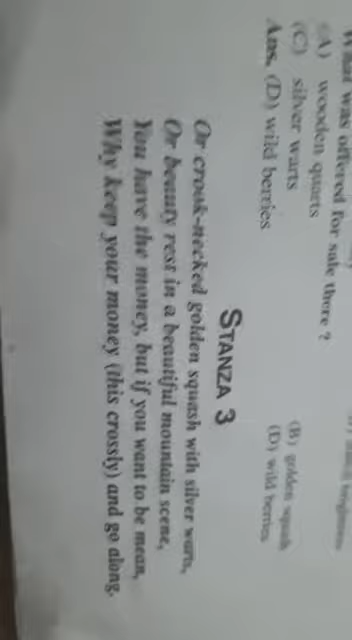 What was offered for sale there ?
(A) wooden quarts
(B) golden squash
(C) silver warts
(D) wild berries
Ans. (D) wild berries
STANZA 3
Or crook-necked golden squash with silver warts,
Or beauty rest in a beautiful mountain scene,
You have the money, but if you want to be mean,
Why keep your money (this crossly) and go along.